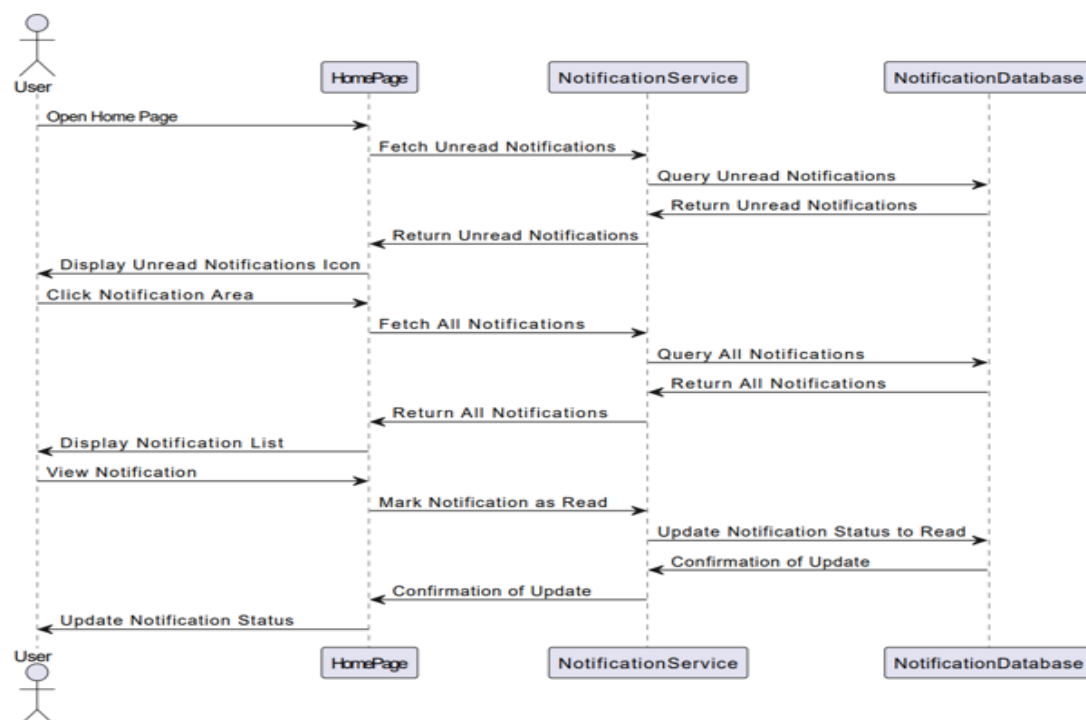 User
HomePage
NotificationService
NotificationDatabase
Open Home Page
Fetch Unread Notifications
Query Unread Notifications
Return Unread Notifications
Return Unread Notifications
Display Unread Notifications Icon
Click Notification Area
Fetch All Notifications
Query All Notifications
Return All Notifications
Return All Notifications
Display Notification List
View Notification
Mark Notification as Read
Update Notification Status to Read
Confirmation of Update
Confirmation of Update
Update Notification Status
User
HomePage
NotificationService
NotificationDatabase